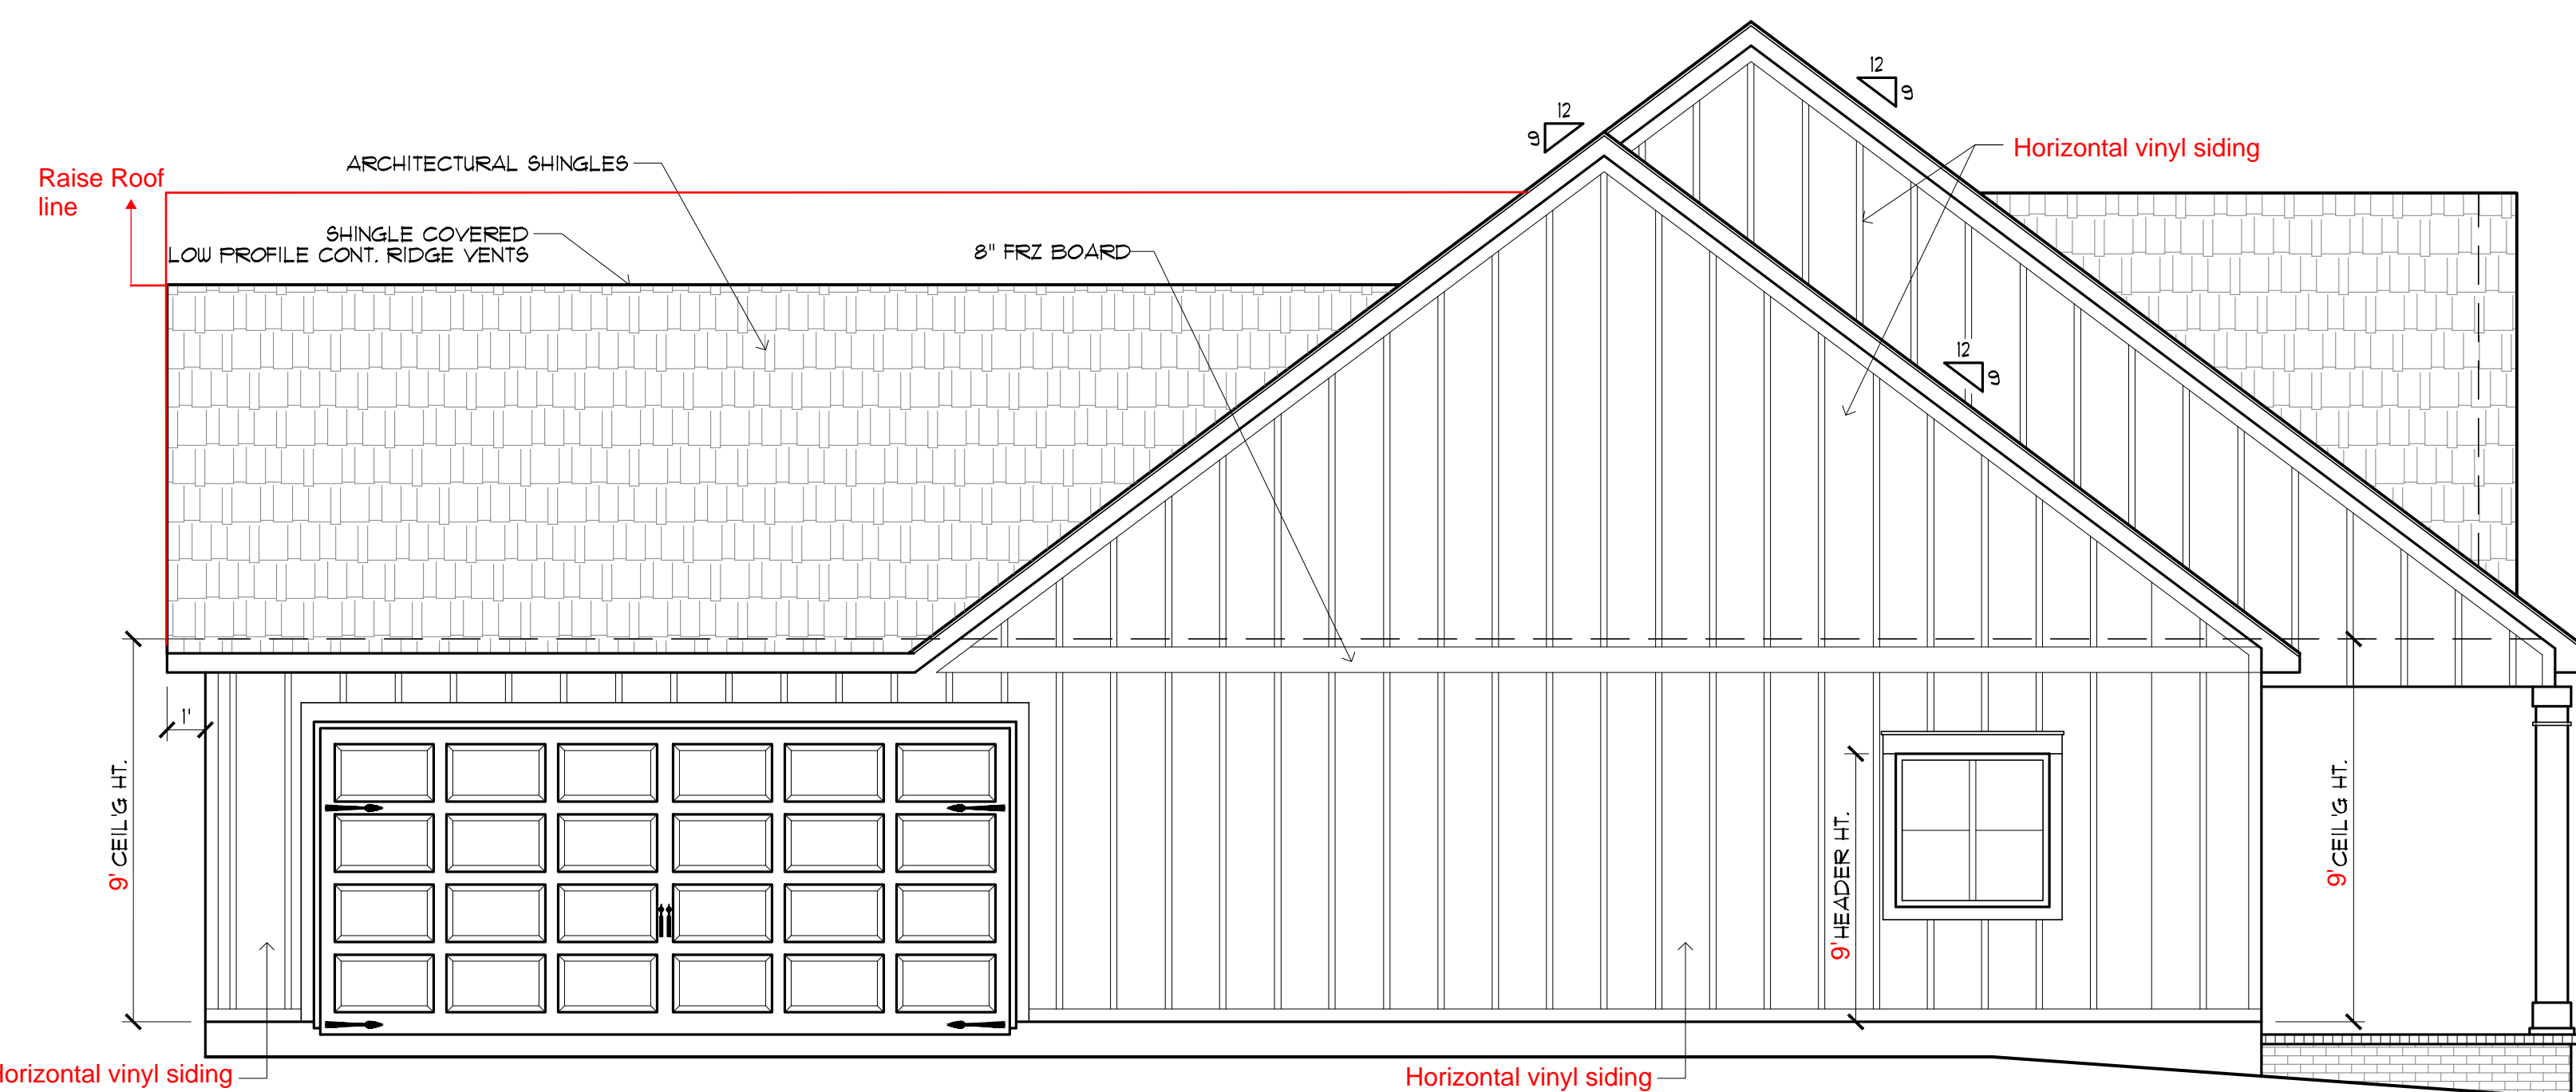 12
9
12
9
Horizontal vinyl siding
ARCHITECTURAL SHINGLES
Raise Roof
line
SHINGLE COVERED
LOW PROFILE CONT. RIDGE VENTS
8" FRZ BOARD
12
9
1'
9' CEIL'G HT.
9' HEADER HT.
9' CEIL'G HT.
Horizontal vinyl siding
Horizontal vinyl siding